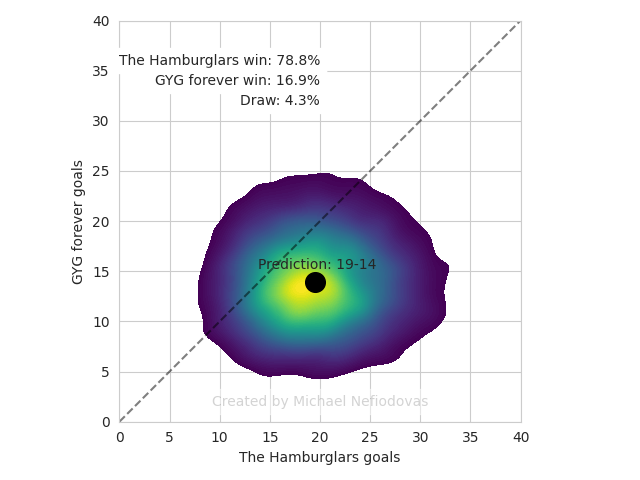 The Hamburglars win: 78.8%
GYG forever win: 16.9%
Draw: 4.3%
40
35
30
25
20
15
10
5
0
GYG forever goals
Prediction: 19-14
Created by Michael Nefiodovas
0 5 10 15 20 25 30 35 40
The Hamburglars goals